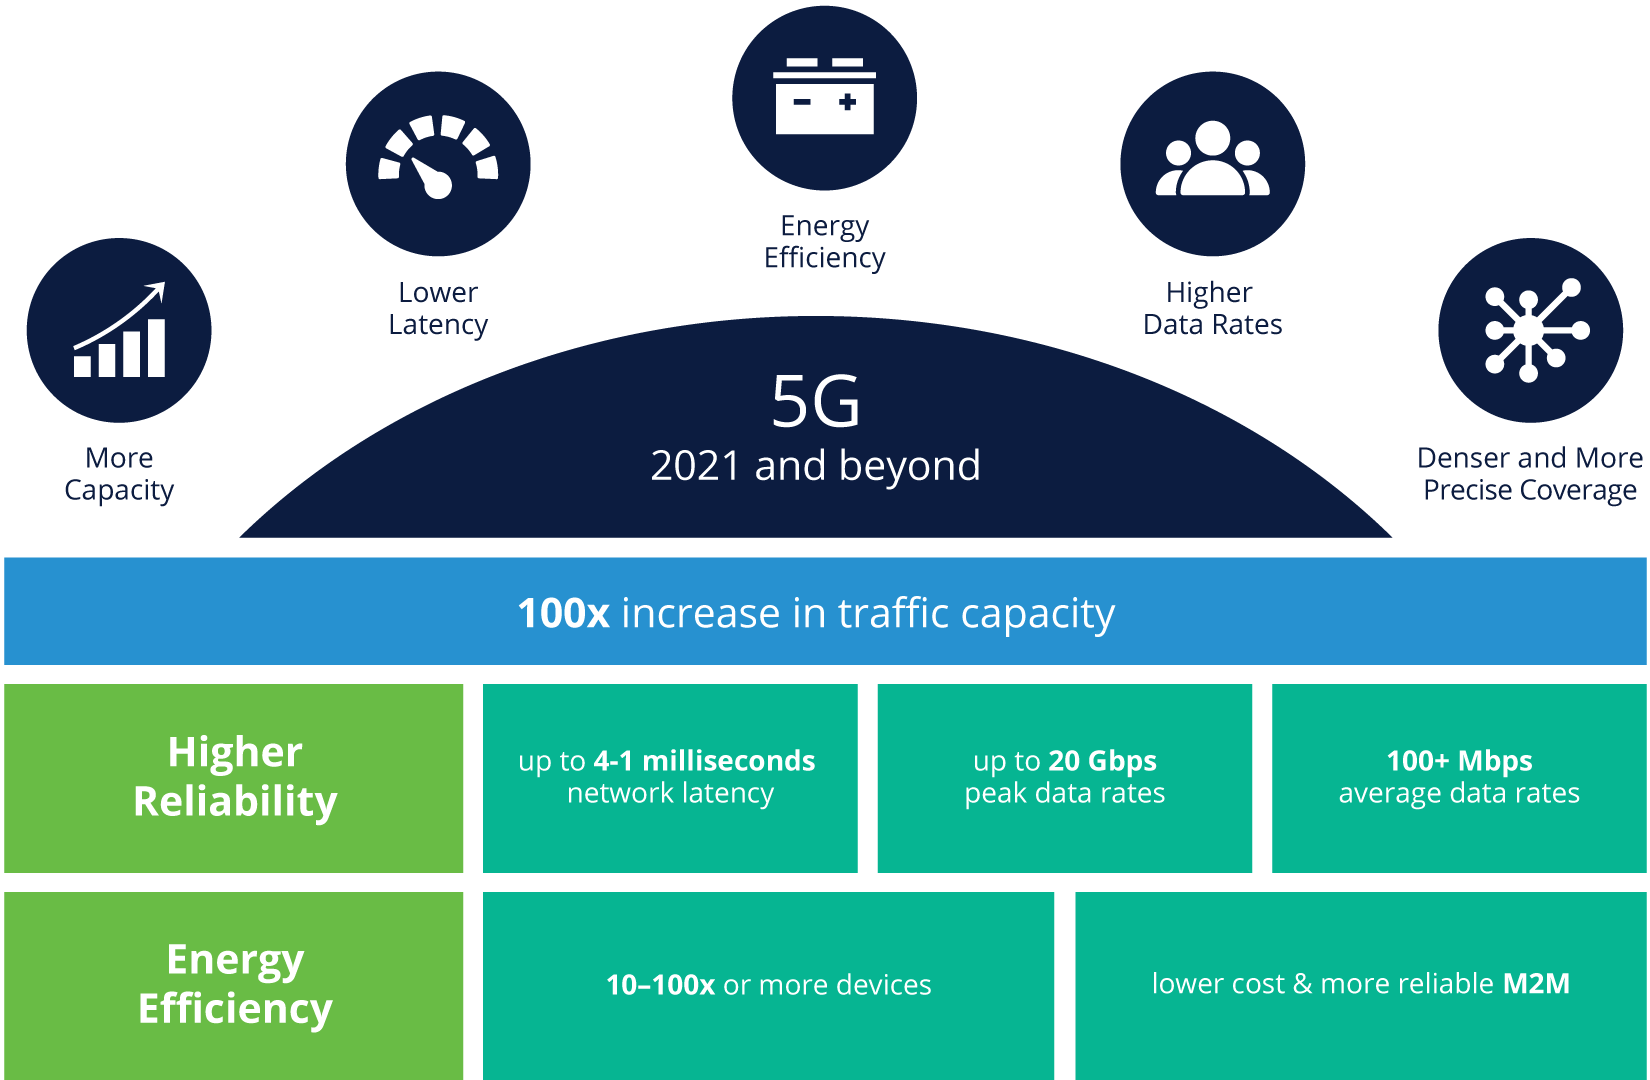 Energy
Efficiency
Lower
Latency
Higher
Data Rates
More
Capacity
Denser and More
Precise Coverage
5G
2021 and beyond
100x increase in traffic capacity
Higher
Reliability
up to 4-1 milliseconds
network latency
up to 20 Gbps
peak data rates
100+ Mbps
average data rates
Energy
Efficiency
10–100x or more devices
lower cost & more reliable M2M